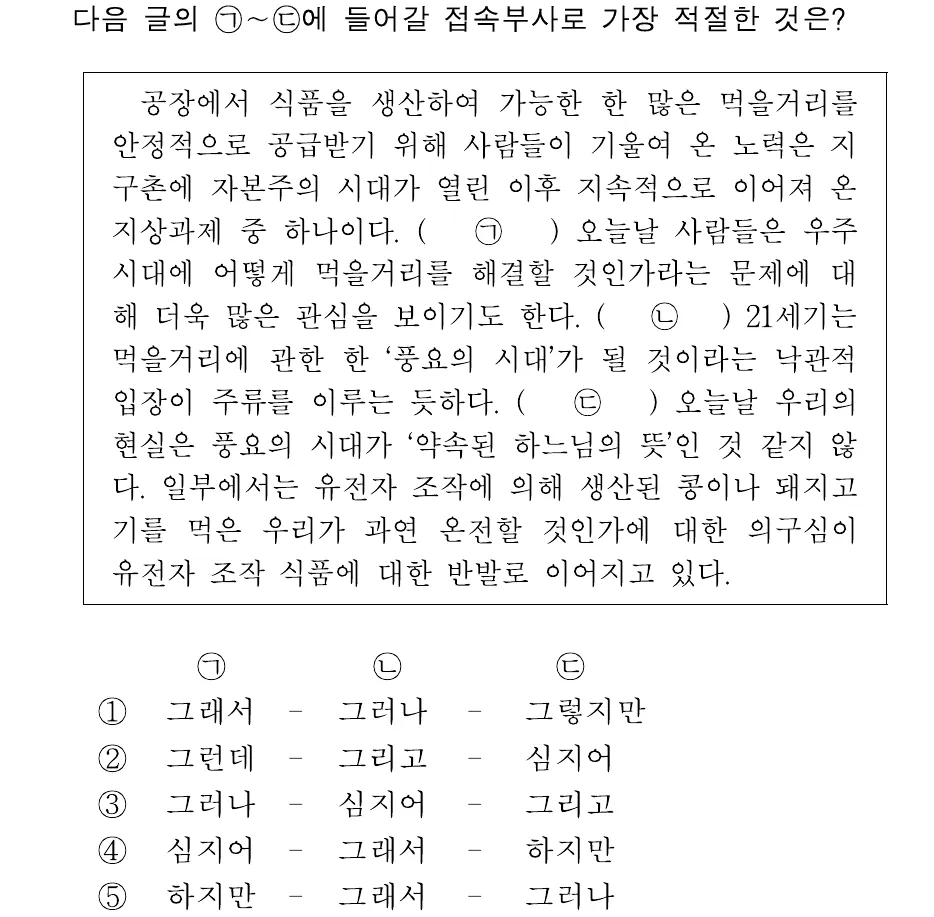 다음 글의 ㉠~㉢에 들어갈 접속부사로 가장 적절한 것은?
공장에서 식품을 생산하여 가능한 한 많은 먹을거리를
안정적으로 공급받기 위해 사람들이 기울여 온 노력은 지
구촌에 자본주의 시대가 열린 이후 지속적으로 이어져 온
지상과제 중 하나이다. ( ㉠ ) 오늘날 사람들은 우주
시대에 어떻게 먹을거리를 해결할 것인가라는 문제에 대
해 더욱 많은 관심을 보이기도 한다. ( ㉡ ) 21세기는
먹을거리에 관한 한 ‘풍요의 시대’가 될 것이라는 낙관적
입장이 주류를 이루는 듯하다. ( ㉢ ) 오늘날 우리의
현실은 풍요의 시대가 ‘약속된 하느님의 뜻’인 것 같지 않
다. 일부에서는 유전자 조작에 의해 생산된 콩이나 돼지고
기를 먹은 우리가 과연 온전할 것인가에 대한 의구심이
유전자 조작 식품에 대한 반발로 이어지고 있다.
㉠ ㉡ ㉢
① 그래서 - 그러나 - 그렇지만
② 그런데 - 그리고 - 심지어
③ 그러나 - 심지어 - 그리고
④ 심지어 - 그래서 - 하지만
⑤ 하지만 - 그래서 - 그러나